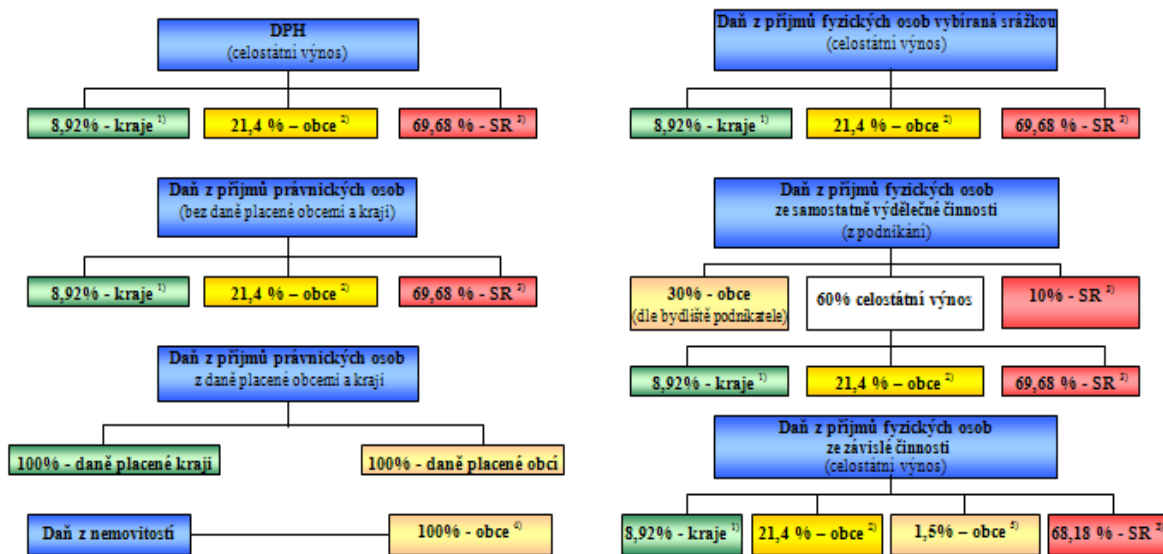 DPH
(celostátní výnos)
8,92% - kraje 1)
21,4 % – obce 2)
69,68 % - SR 3)
Daň z příjmů právnických osob
(bez daně placené obcemi a kraji)
8,92% - kraje 1)
21,4 % – obce 2)
69,68 % - SR 3)
Daň z příjmů právnických osob
z daně placené obcemi a kraji
100% - daně placené kraji
100% - daně placené obcí
Daň z nemovitostí
100% - obce 4)
Daň z příjmů fyzických osob vybíraná srážkou
(celostátní výnos)
8,92% - kraje 1)
21,4 % – obce 2)
69,68 % - SR 3)
Daň z příjmů fyzických osob
ze samostatně výdělečné činnosti
(z podnikání)
30% - obce
(dle bydliště podnikatele)
60% celostátní výnos
10% - SR 3)
8,92% - kraje 1)
21,4 % – obce 2)
69,68 % - SR 3)
Daň z příjmů fyzických osob
ze závislé činnosti
(celostátní výnos)
8,92% - kraje 1)
21,4 % – obce 2)
1,5% – obce 5)
68,18 % - SR 3)